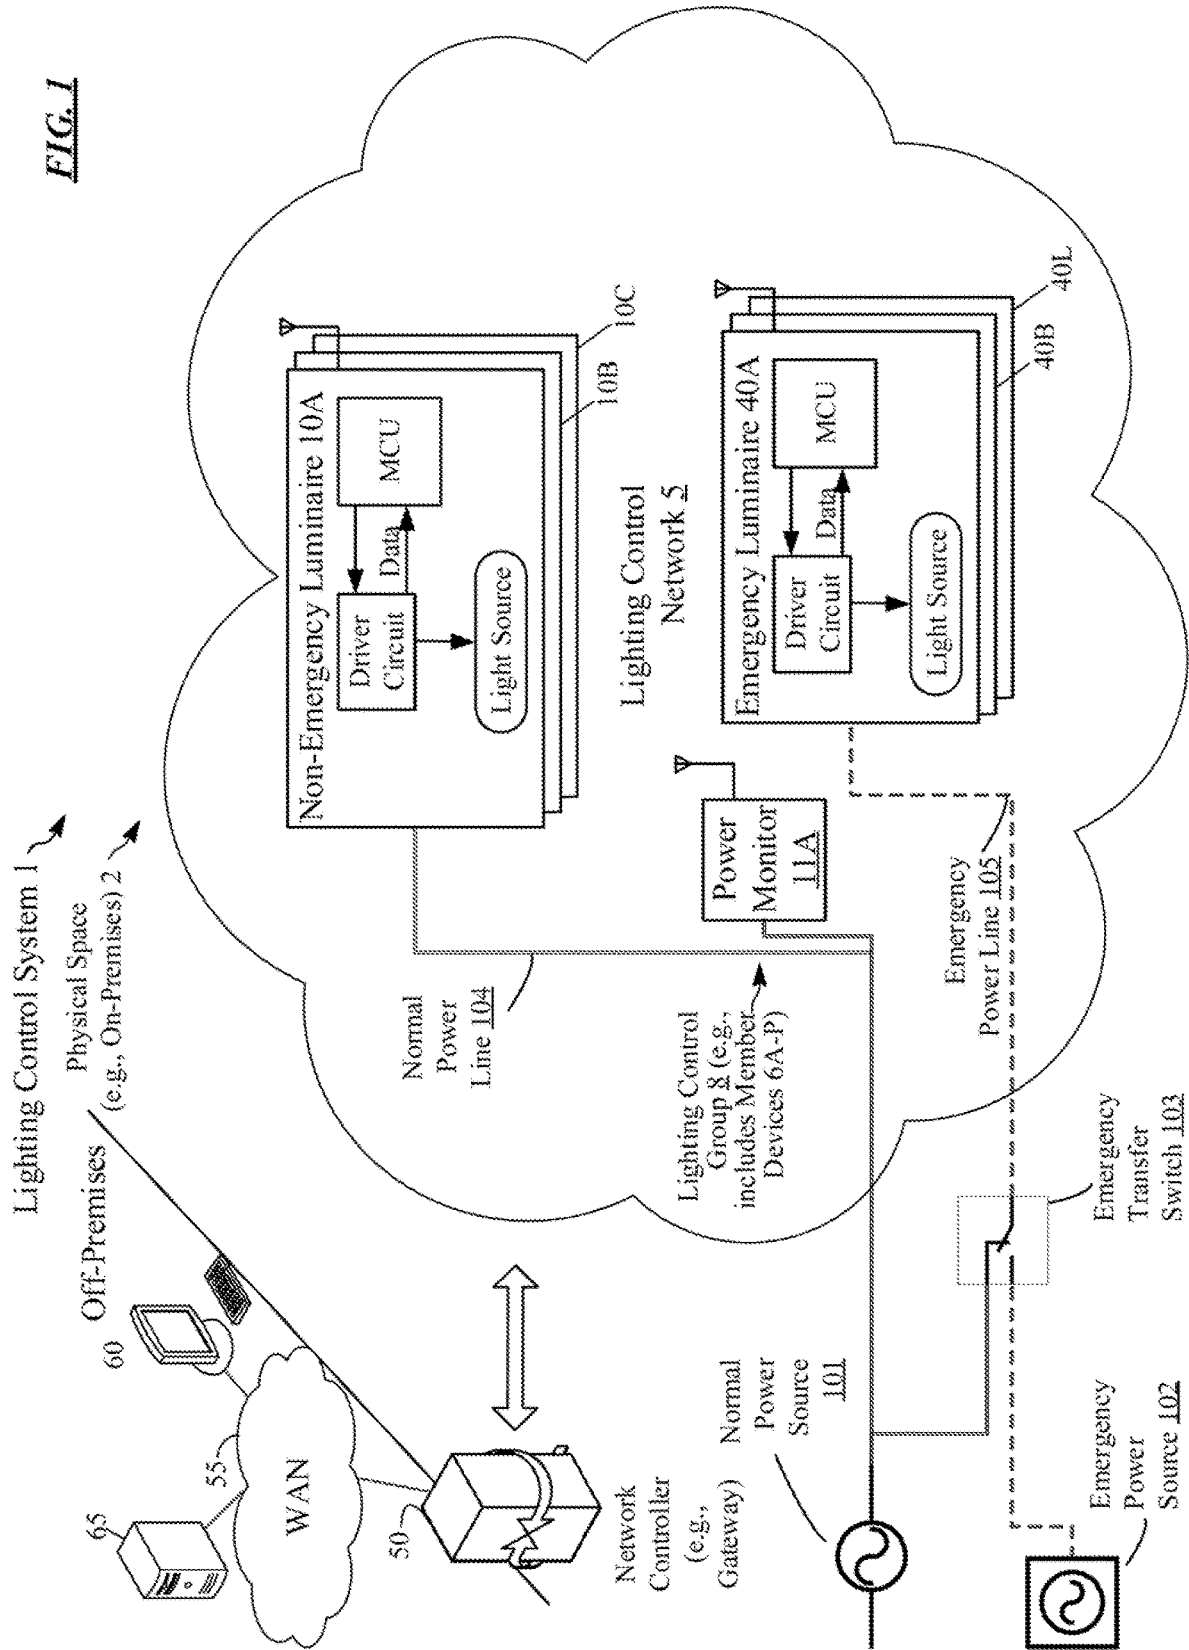 FIG. 1
Lighting Control System 1
Physical Space
(e.g., On-Premises) 2
Off-Premises
65
55
60
WAN
50
Network
Controller
(e.g.,
Gateway)
Non-Emergency Luminaire 10A
MCU
Driver
Circuit
Data
Light Source
10B
10C
Normal
Power
Line 104
Lighting Control
Network 5
Power
Monitor
11A
Lighting Control
Group 8 (e.g.,
includes Member
Devices 6A-P)
Emergency Luminaire 40A
MCU
Driver
Circuit
Data
Light Source
40B
40L
Emergency
Power Line 105
Normal
Power
Source
101
Emergency
Transfer
Switch 103
Emergency
Power
Source 102